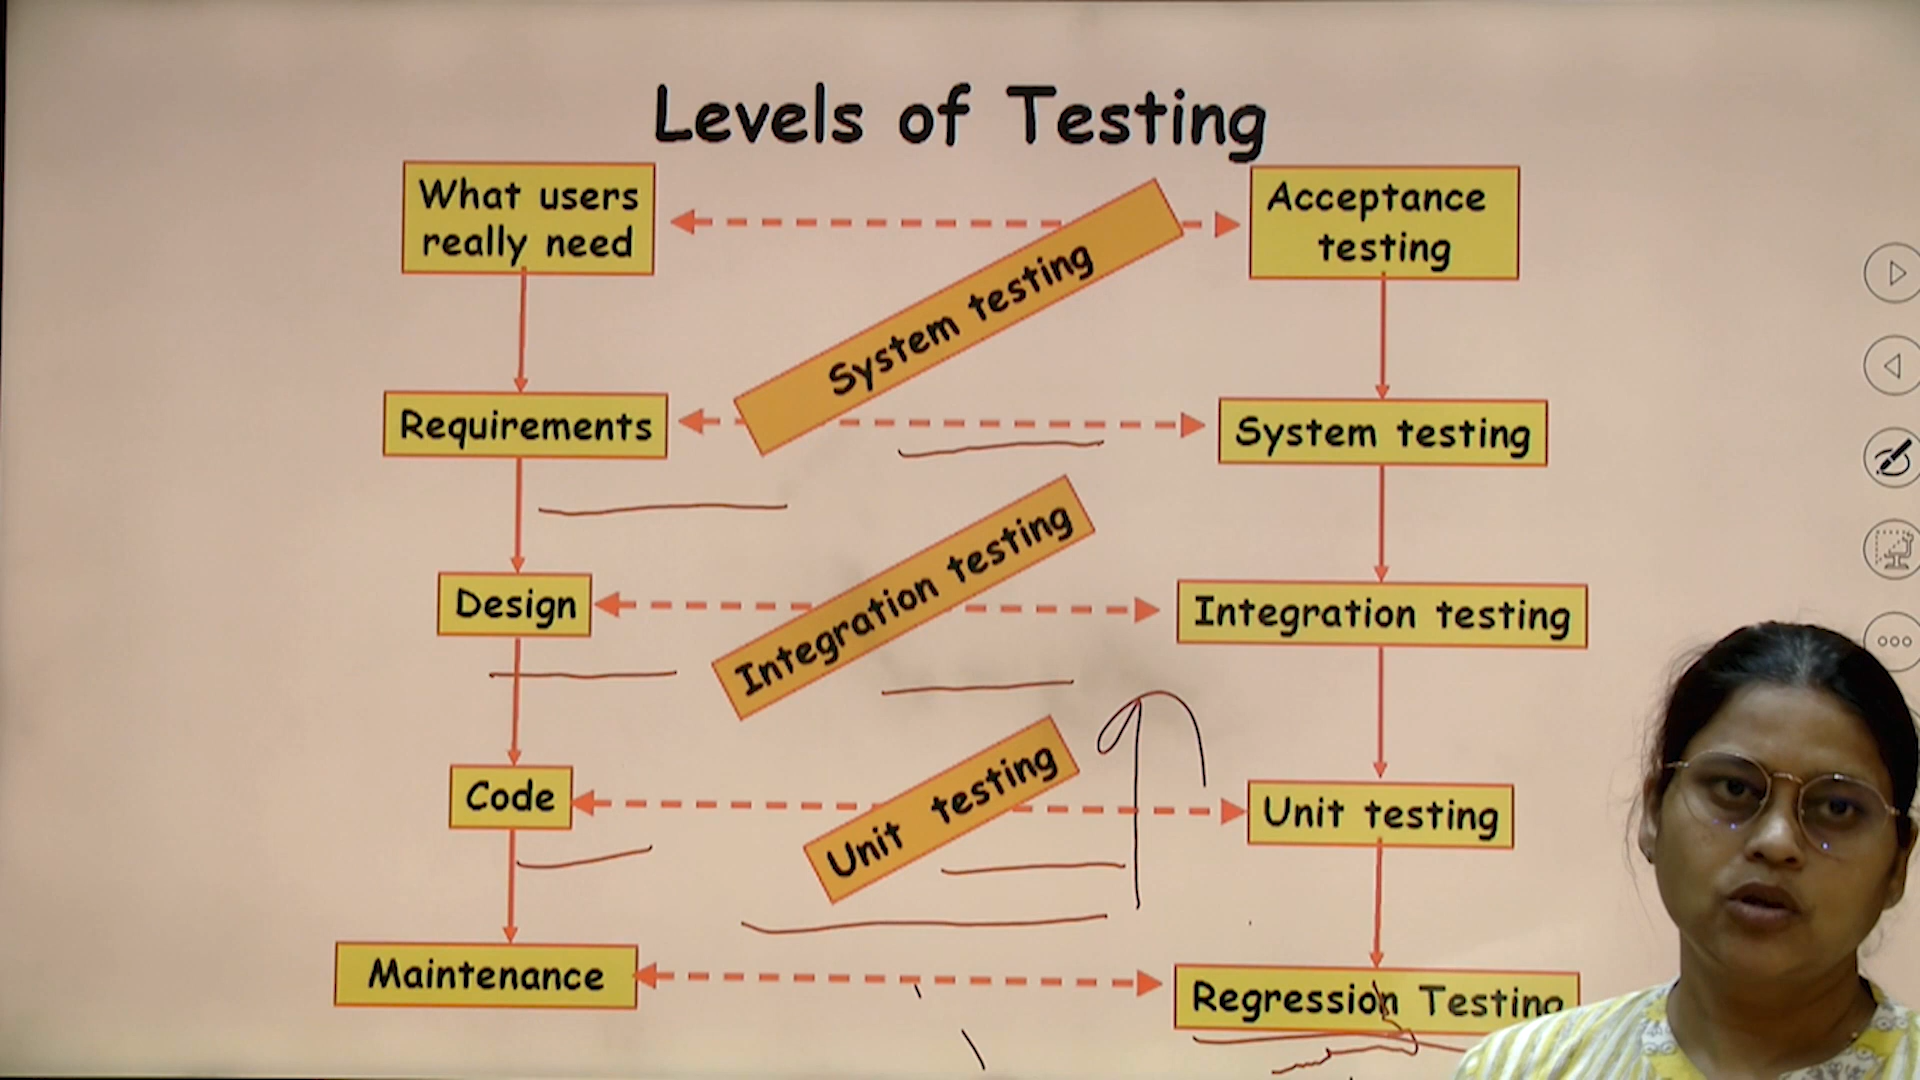 Levels of Testing
What users
really need
Acceptance
testing
System testing
Requirements
System testing
Integration testing
Design
Integration testing
Unit testing
Code
Unit testing
Maintenance
Regression Testing